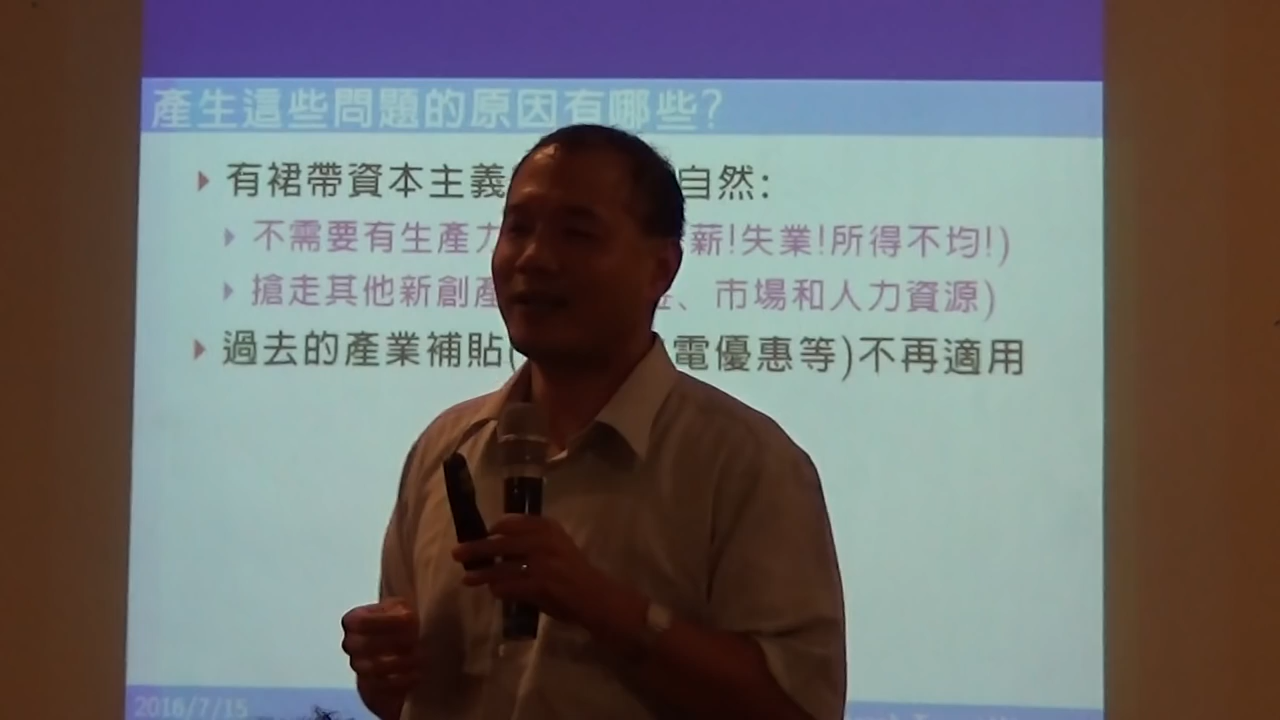 產生這些問題的原因有哪些?
有裙帶資本主義 自然:
不需要有生產力 薪!失業!所得不均!)
搶走其他新創產 、市場和人力資源)
過去的產業補貼( 電優惠等)不再適用
2016/7/15